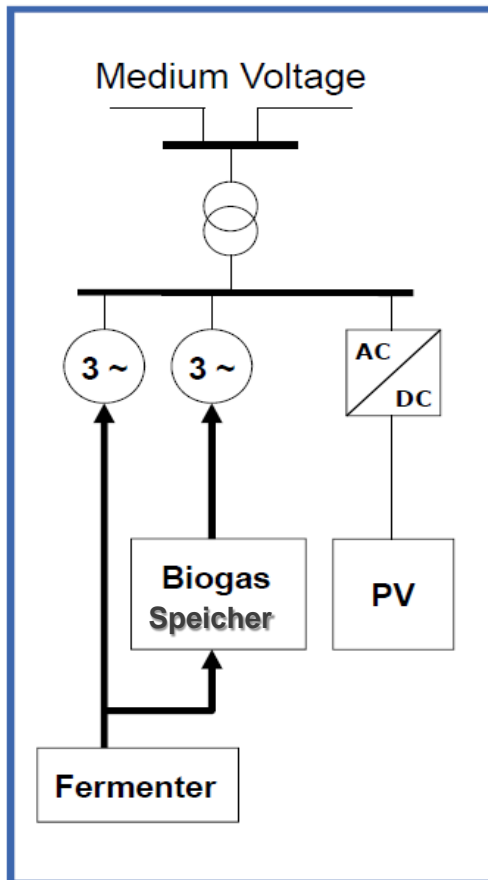 Medium Voltage
3 ~
3 ~
AC
DC
Biogas
Speicher
PV
Fermenter